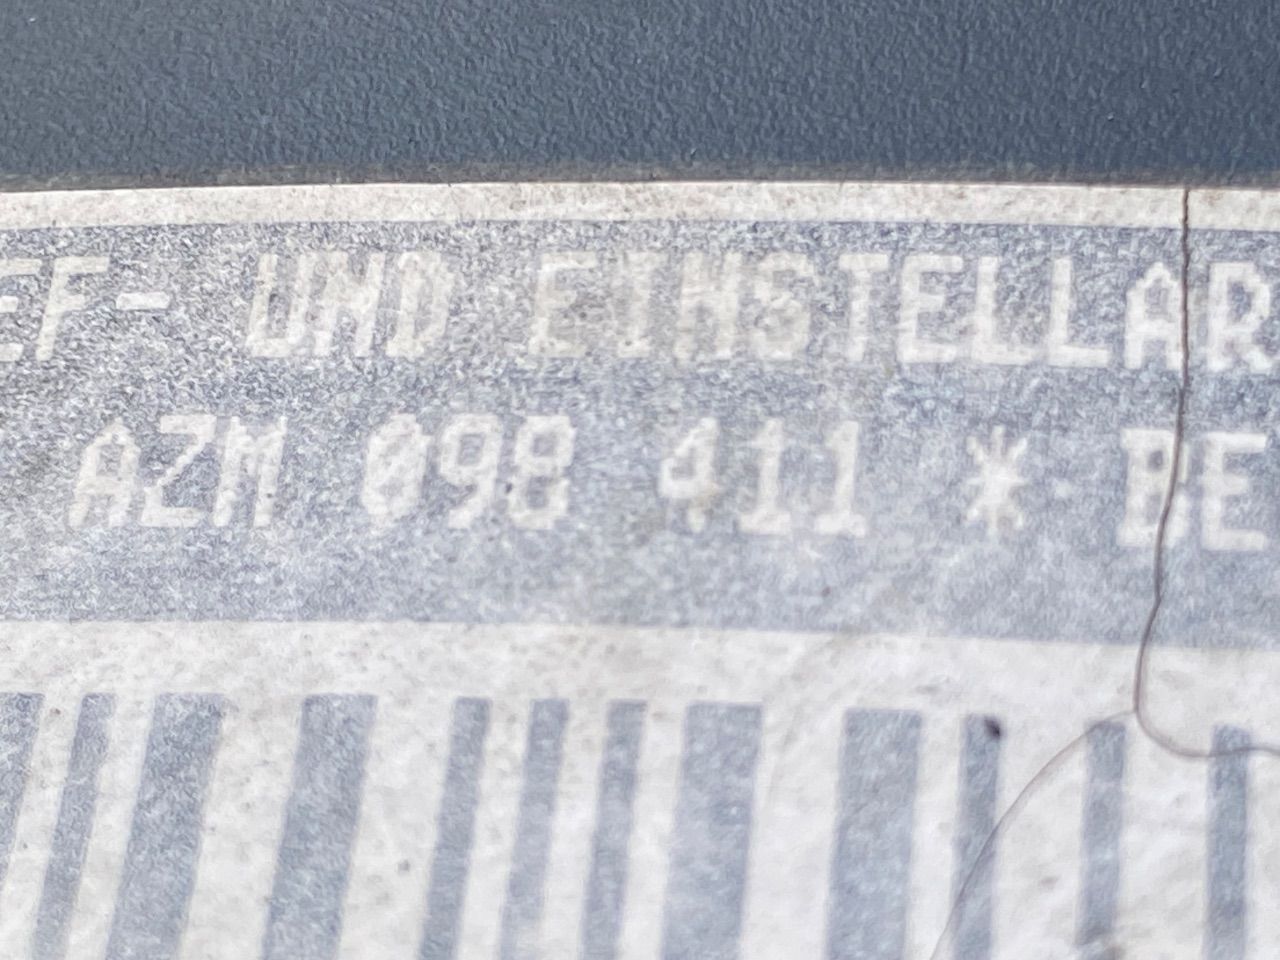 EF- UND EINSTELLAR
AZM 098 411 * BE